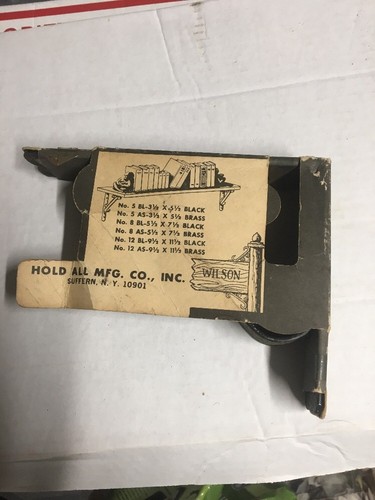 No. 5 BL-3½ X 5½ BLACK
No. 5 AS-3½ X 5½ BRASS
No. 8 BL-5½ X 7½ BLACK
No. 8 AS-5½ X 7½ BRASS
No. 12 BL-9½ X 11½ BLACK
No. 12 AS-9½ X 11½ BRASS
WILSON
HOLD ALL MFG. CO., INC.
SUFFERN, N. Y. 10901